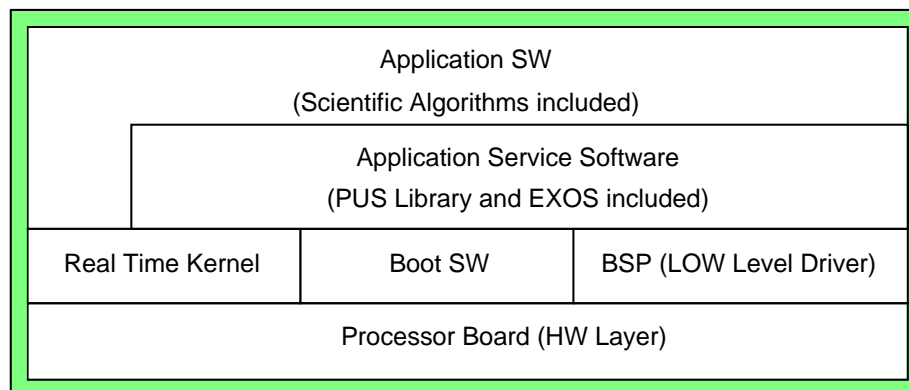 Application SW
(Scientific Algorithms included)
Application Service Software
(PUS Library and EXOS included)
Real Time Kernel
Boot SW
BSP (LOW Level Driver)
Processor Board (HW Layer)